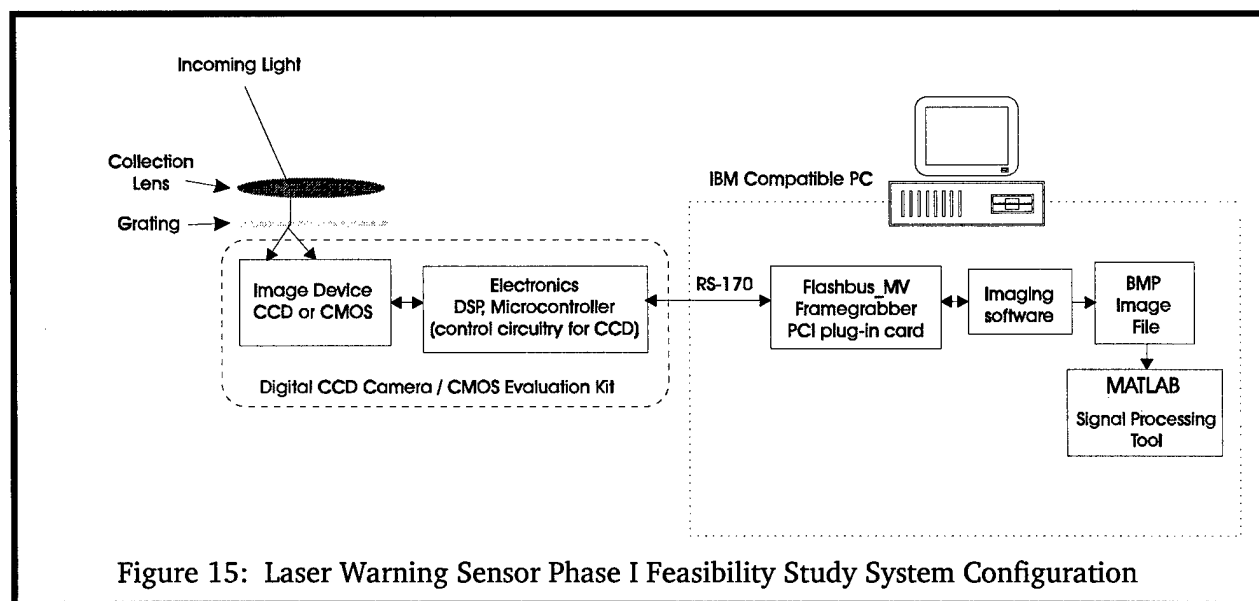 Incoming Light
Collection
Lens
Grating
Image Device
CCD or CMOS
Electronics
DSP, Microcontroller
(control circuitry for CCD)
Digital CCD Camera / CMOS Evaluation Kit
RS-170
IBM Compatible PC
Flashbus_MV
Framegrabber
PCI plug-in card
Imaging
software
BMP
Image
File
MATLAB
Signal Processing
Tool
Figure 15: Laser Warning Sensor Phase I Feasibility Study System Configuration